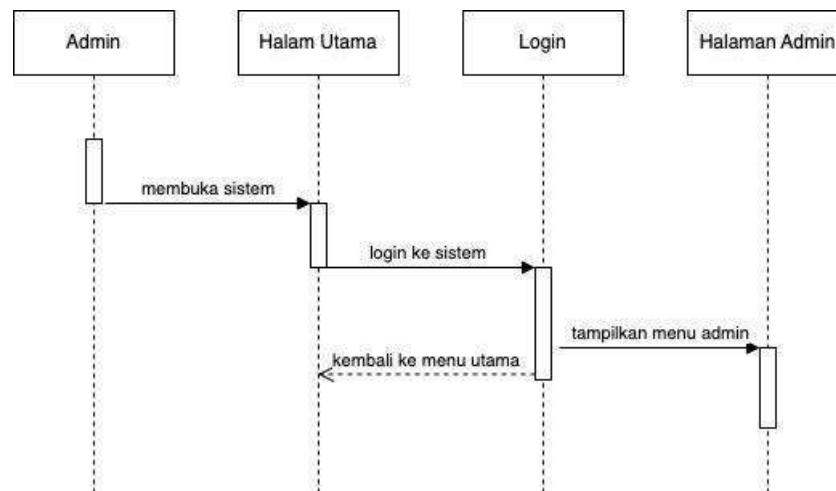 Admin
Halam Utama
Login
Halaman Admin
membuka sistem
login ke sistem
tampilkan menu admin
kembali ke menu utama